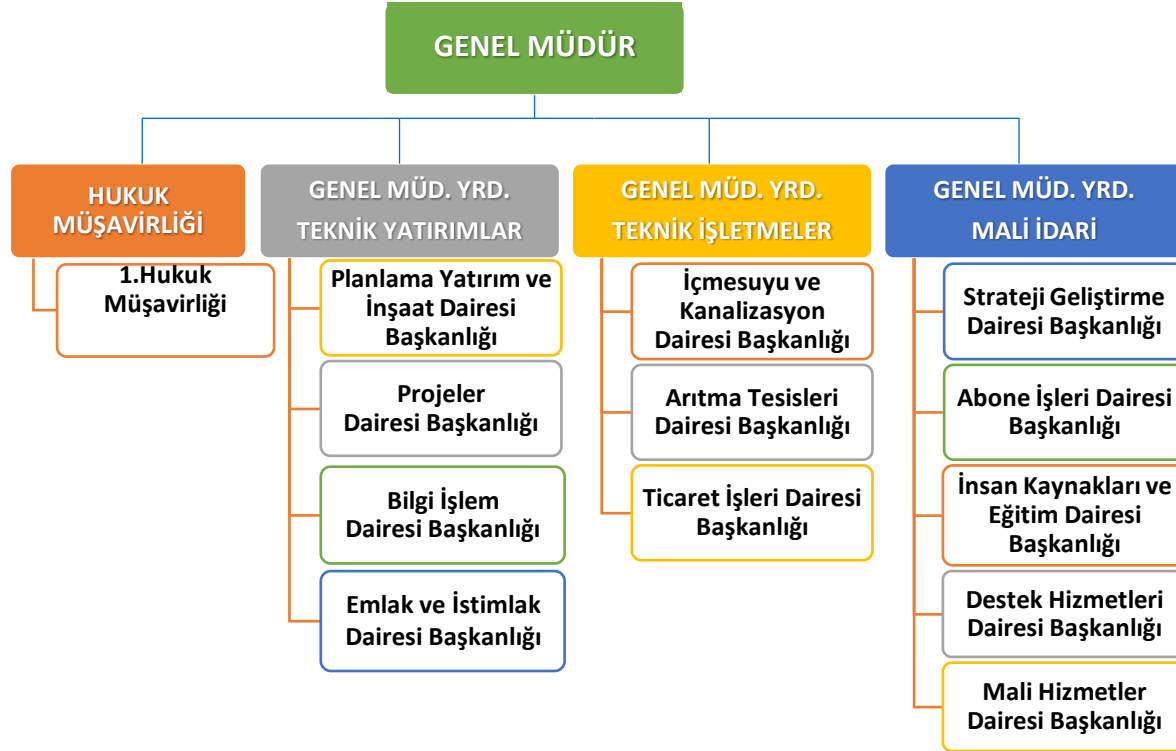 GENEL MÜDÜR
HUKUK
MÜŞAVİRLİĞİ
1.Hukuk
Müşavirliği
GENEL MÜD. YRD.
TEKNİK YATIRIMLAR
Planlama Yatırım ve
İnşaat Dairesi
Başkanlığı
Projeler
Dairesi Başkanlığı
Bilgi İşlem
Dairesi Başkanlığı
Emlak ve İstimlak
Dairesi Başkanlığı
GENEL MÜD. YRD.
TEKNİK İŞLETMELER
İçmesuyu ve
Kanalizasyon
Dairesi Başkanlığı
Arıtma Tesisleri
Dairesi Başkanlığı
Ticaret İşleri Dairesi
Başkanlığı
GENEL MÜD. YRD.
MALİ İDARİ
Strateji Geliştirme
Dairesi Başkanlığı
Abone İşleri Dairesi
Başkanlığı
İnsan Kaynakları ve
Eğitim Dairesi
Başkanlığı
Destek Hizmetleri
Dairesi Başkanlığı
Mali Hizmetler
Dairesi Başkanlığı